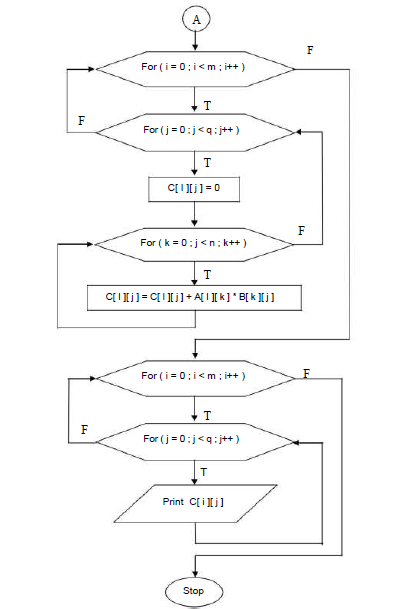 A
For ( i = 0 ; i < m ; i++ )
F
T
F
For ( j = 0 ; j < q ; j++ )
T
C[ I ][ j ] = 0
For ( k = 0 ; j < n ; k++ )
F
T
C[ I ][ j ] = C[ I ][ j ] + A[ I ][ k ] * B[ k ][ j ]
For ( i = 0 ; i < m ; i++ )
F
T
F
For ( j = 0 ; j < q ; j++ )
T
Print C[ i ][ j ]
Stop